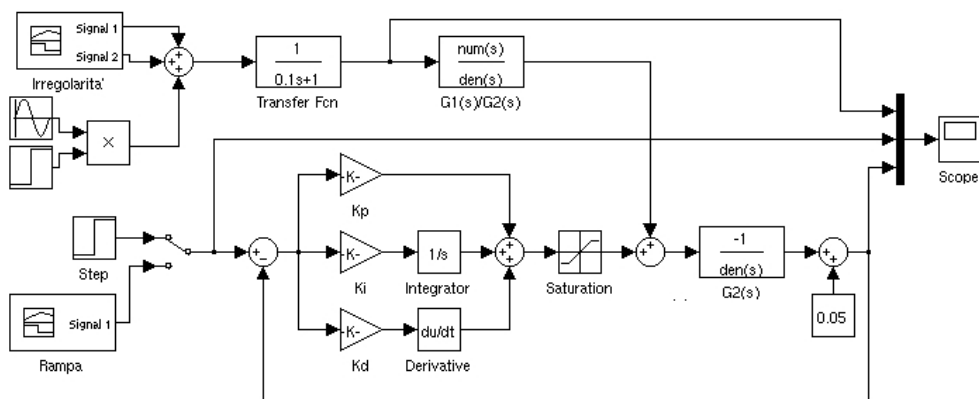 Signal 1
Signal 2
Irregolarita'
1
0.1s+1
Transfer Fcn
num(s)
den(s)
G1(s)/G2(s)
×
Scope
-K-
Kp
Step
-K-
Ki
1/s
Integrator
Saturation
-1
den(s)
G2(s)
0.05
Signal 1
Rampa
-K-
Kd
du/dt
Derivative